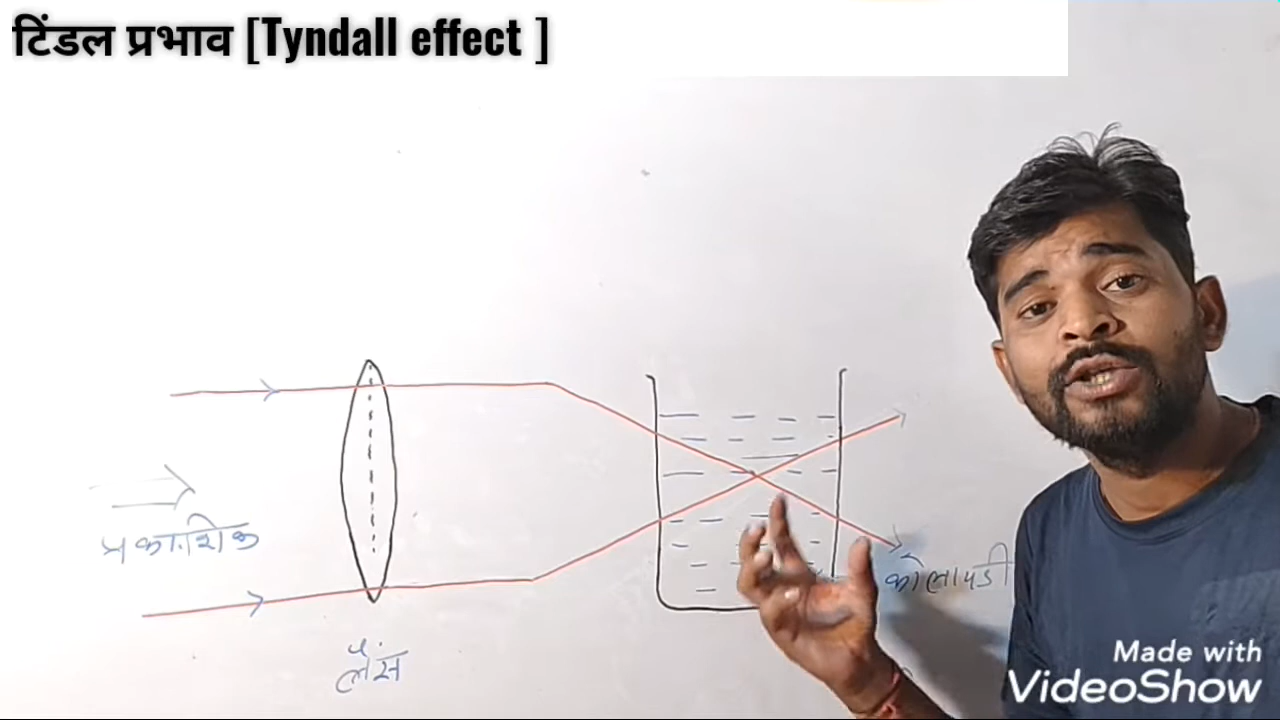 टिंडल प्रभाव [Tyndall effect ]
प्रकाशिक
लेंस
कोलायडी
Made with
VideoShow